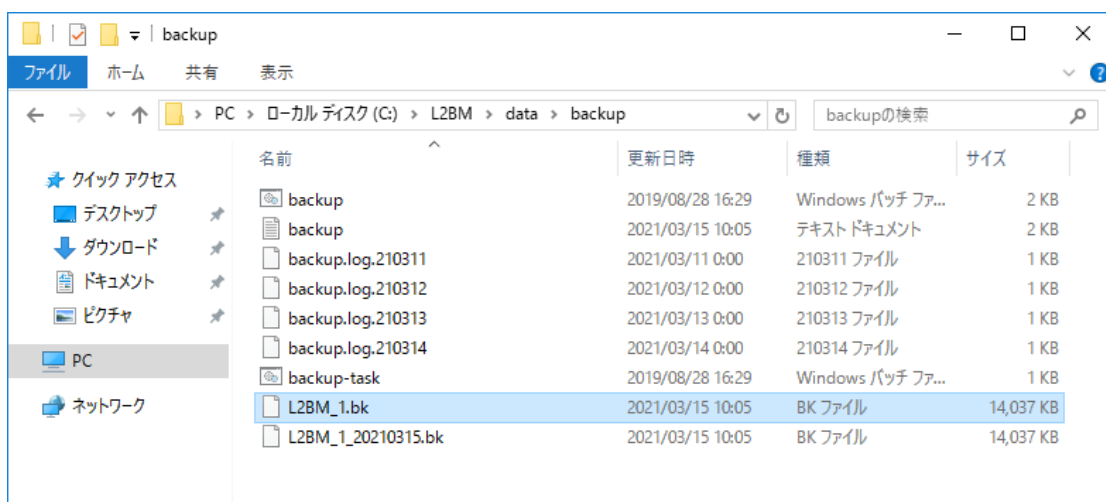 backup
ファイル ホーム 共有 表示
PC > ローカル ディスク (C:) > L2BM > data > backup backupの検索
名前 更新日時 種類 サイズ
クイック アクセス
デスクトップ
ダウンロード
ドキュメント
ピクチャ
PC
ネットワーク
backup 2019/08/28 16:29 Windows バッチ ファ... 2 KB
backup 2021/03/15 10:05 テキスト ドキュメント 2 KB
backup.log.210311 2021/03/11 0:00 210311 ファイル 1 KB
backup.log.210312 2021/03/12 0:00 210312 ファイル 1 KB
backup.log.210313 2021/03/13 0:00 210313 ファイル 1 KB
backup.log.210314 2021/03/14 0:00 210314 ファイル 1 KB
backup-task 2019/08/28 16:29 Windows バッチ ファ... 1 KB
L2BM_1.bk 2021/03/15 10:05 BK ファイル 14,037 KB
L2BM_1_20210315.bk 2021/03/15 10:05 BK ファイル 14,037 KB